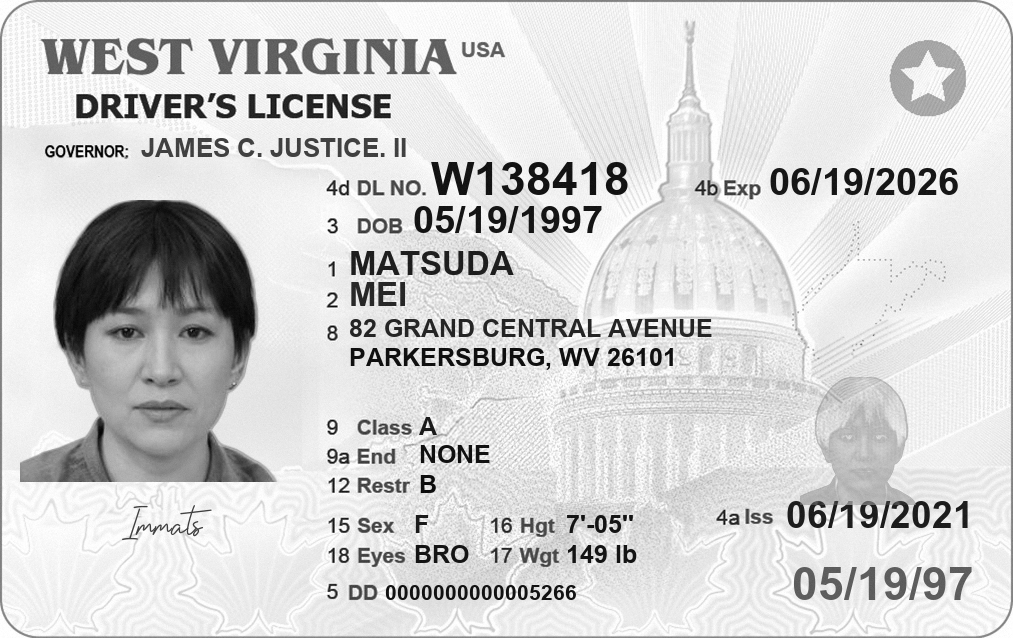 WEST VIRGINIA USA
DRIVER'S LICENSE
GOVERNOR: JAMES C. JUSTICE. II
4d DL NO. W138418 4b Exp 06/19/2026
3 DOB 05/19/1997
1 MATSUDA
2 MEI
8 82 GRAND CENTRAL AVENUE
PARKERSBURG, WV 26101
9 Class A
9a End NONE
12 Restr B
Immats
15 Sex F 16 Hgt 7'-05"
4a Iss 06/19/2021
18 Eyes BRO 17 Wgt 149 lb
5 DD 0000000000005266
05/19/97